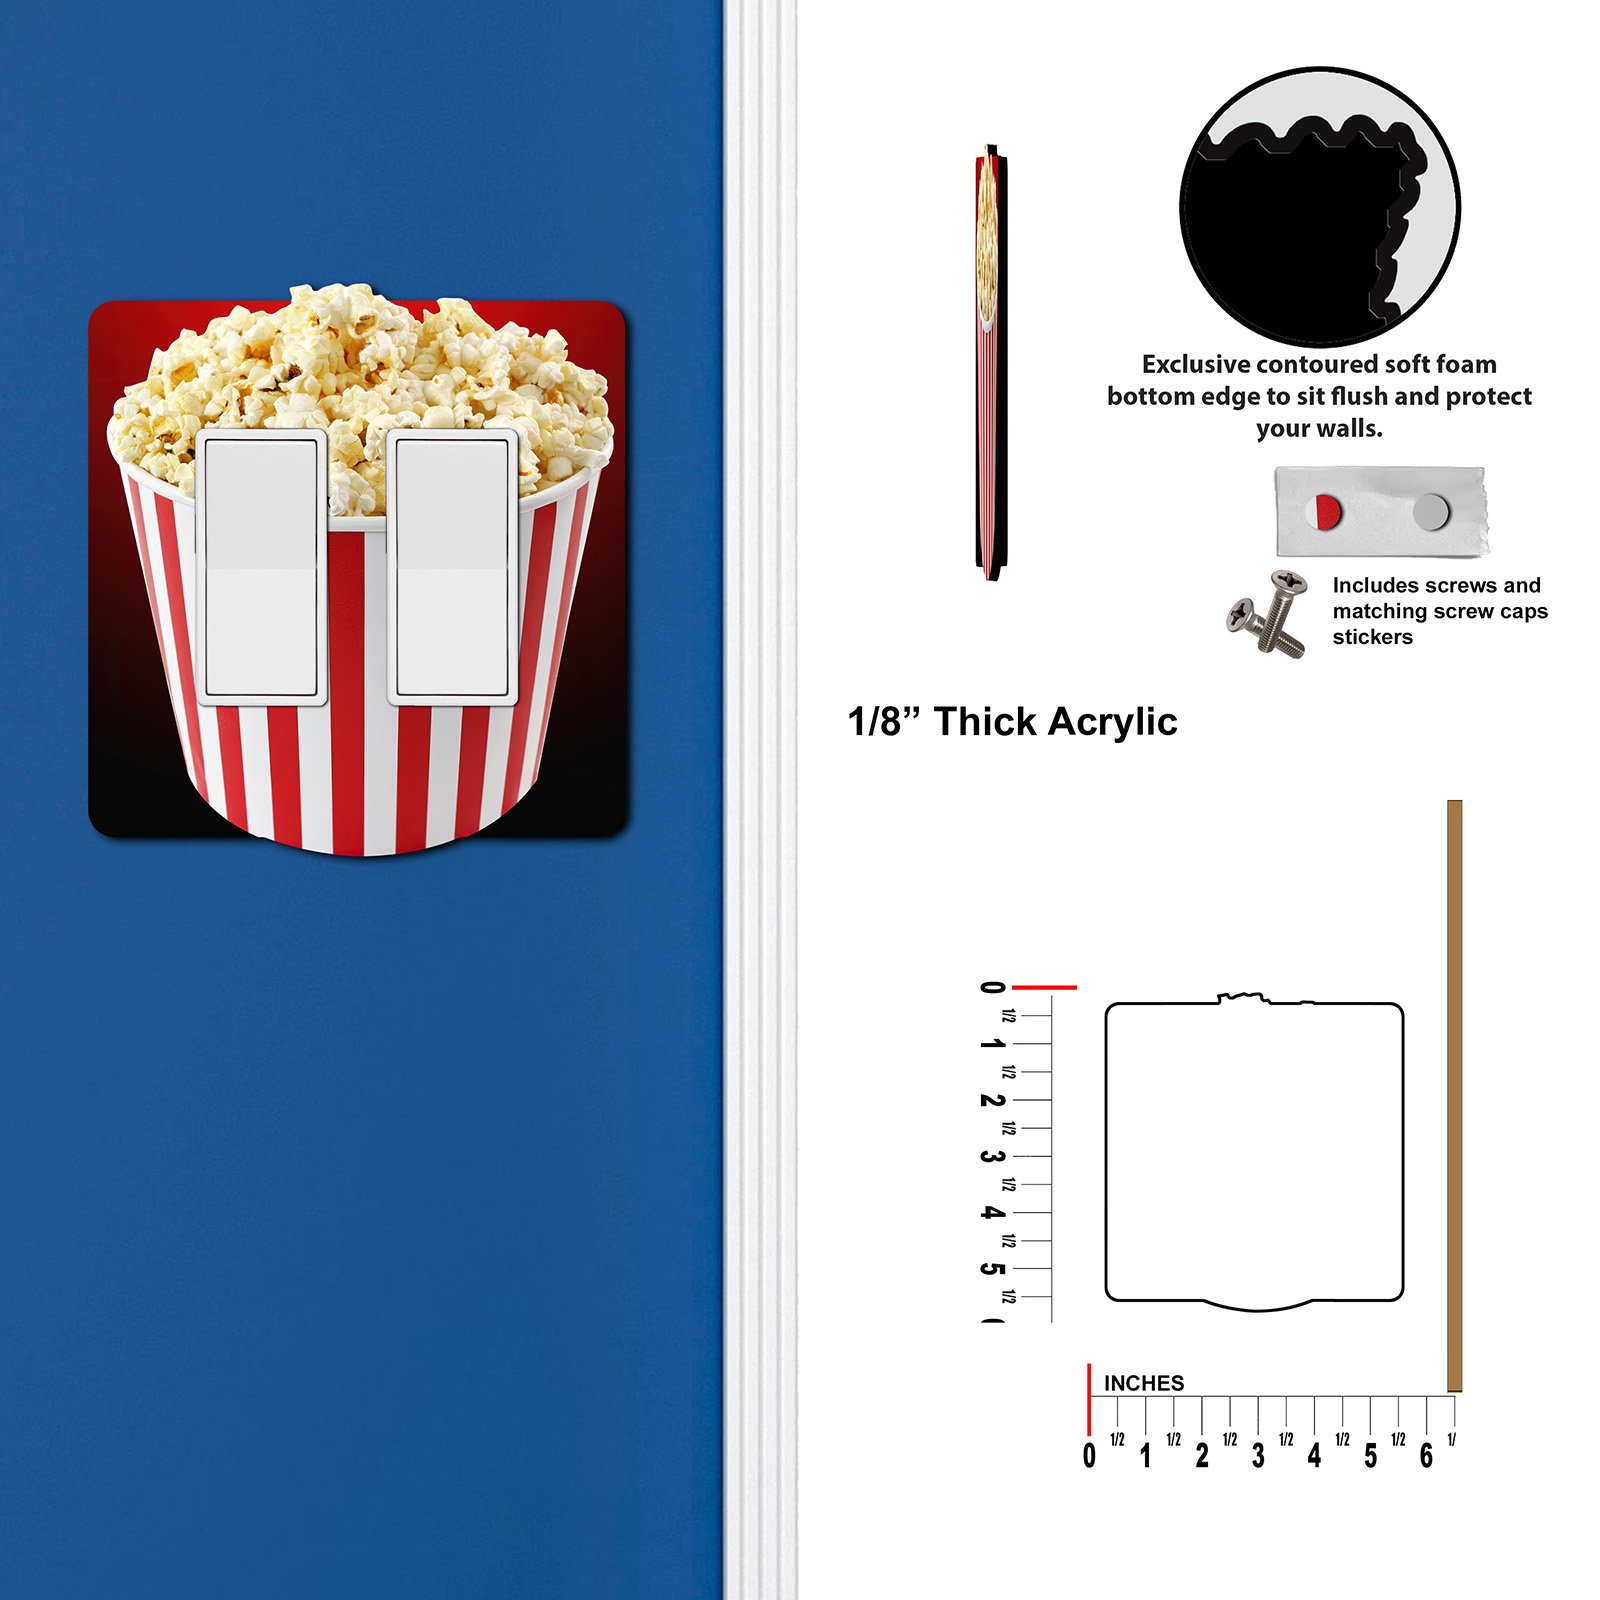 Exclusive contoured soft foam
bottom edge to sit flush and protect
your walls.
Includes screws and
matching screw caps
stickers
1/8” Thick Acrylic
0
1/2
1
1/2
2
1/2
3
1/2
4
1/2
5
1/2
INCHES
0 1/2 1 1/2 2 1/2 3 1/2 4 1/2 5 1/2 6 1/